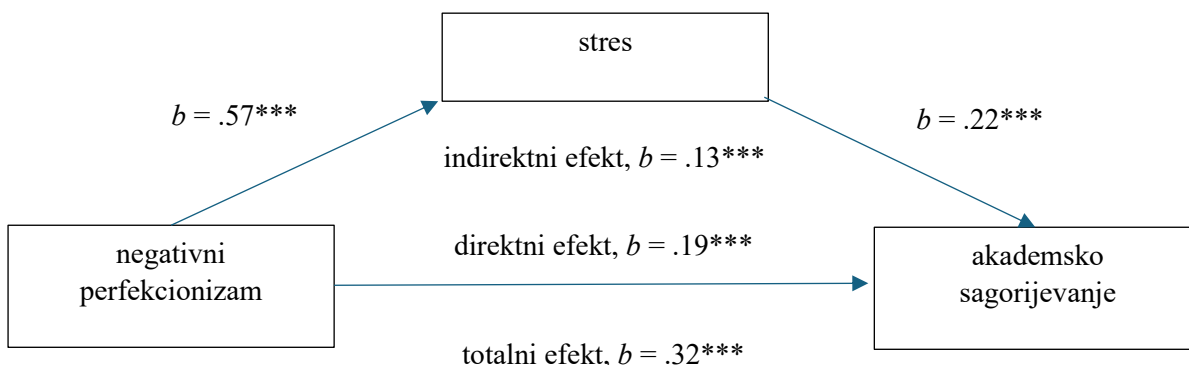 stres
b = .57***
b = .22***
indirektni efekt, b = .13***
negativni
perfekcionizam
direktni efekt, b = .19***
akademsko
sagorijevanje
totalni efekt, b = .32***